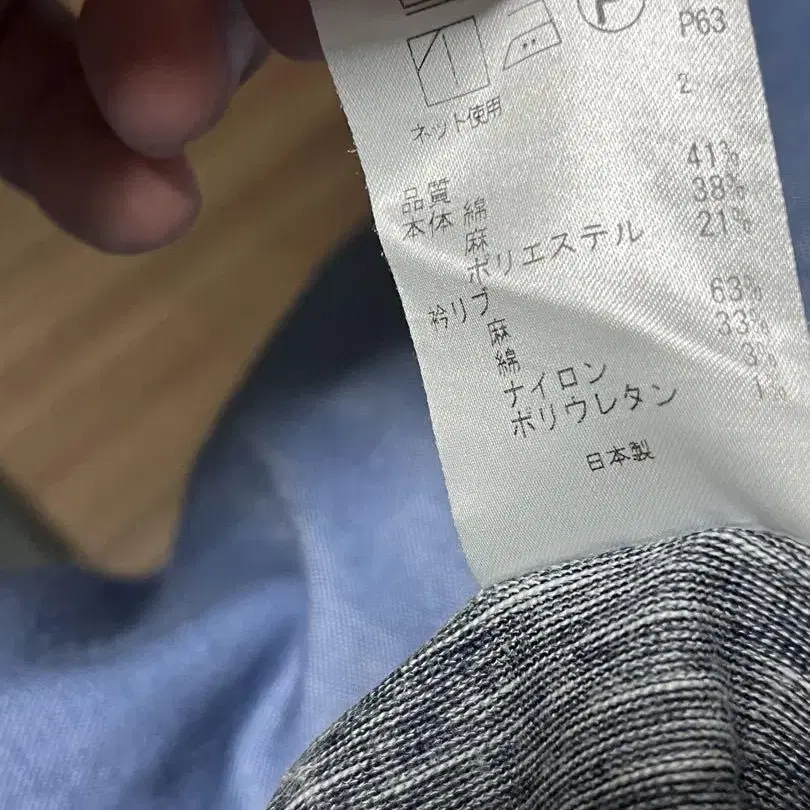 P63
2
ネット使用
品質
本体 綿 41%
麻 38%
ポリエステル 21%
衿リブ
麻 63%
綿 33%
ナイロン 3%
ポリウレタン 1%
日本製